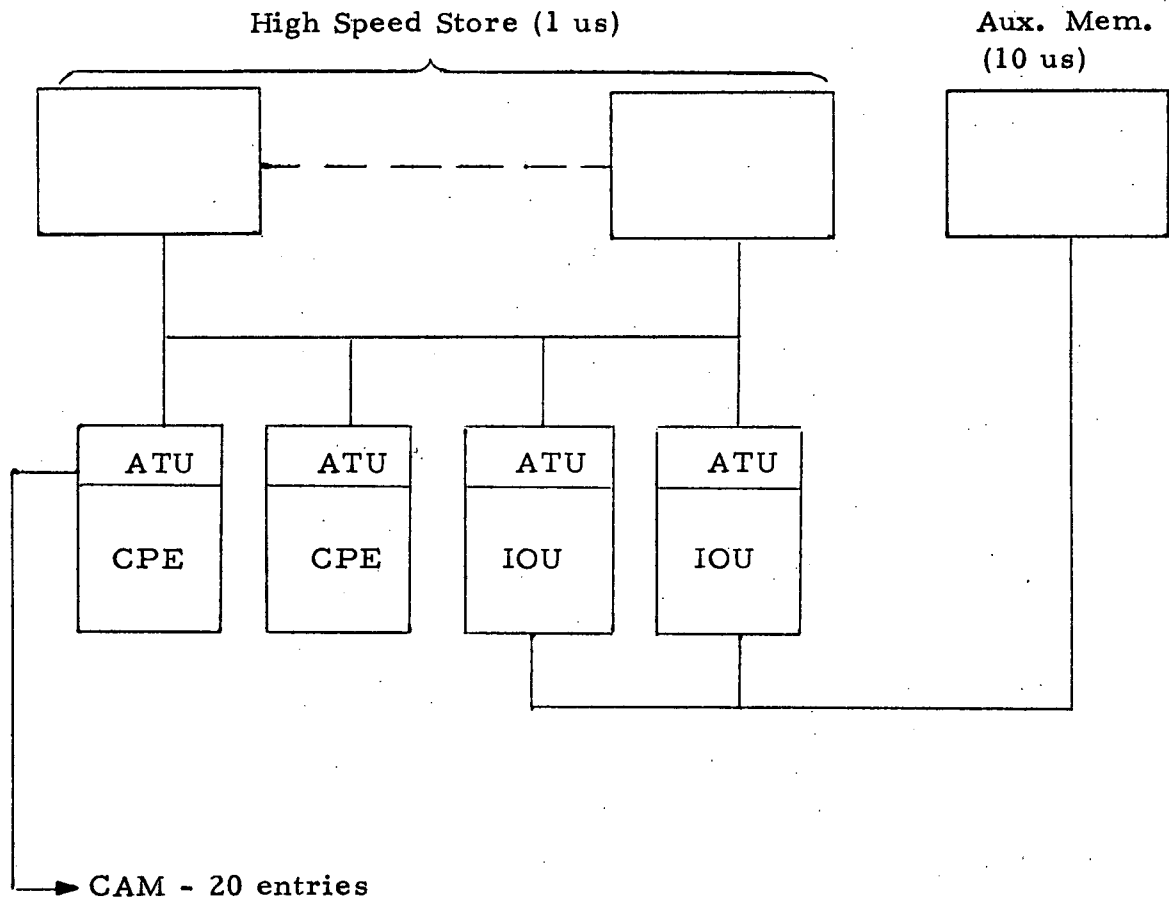 High Speed Store (1 us)
Aux. Mem.
(10 us)
ATU
ATU
ATU
ATU
CPE
CPE
IOU
IOU
CAM - 20 entries